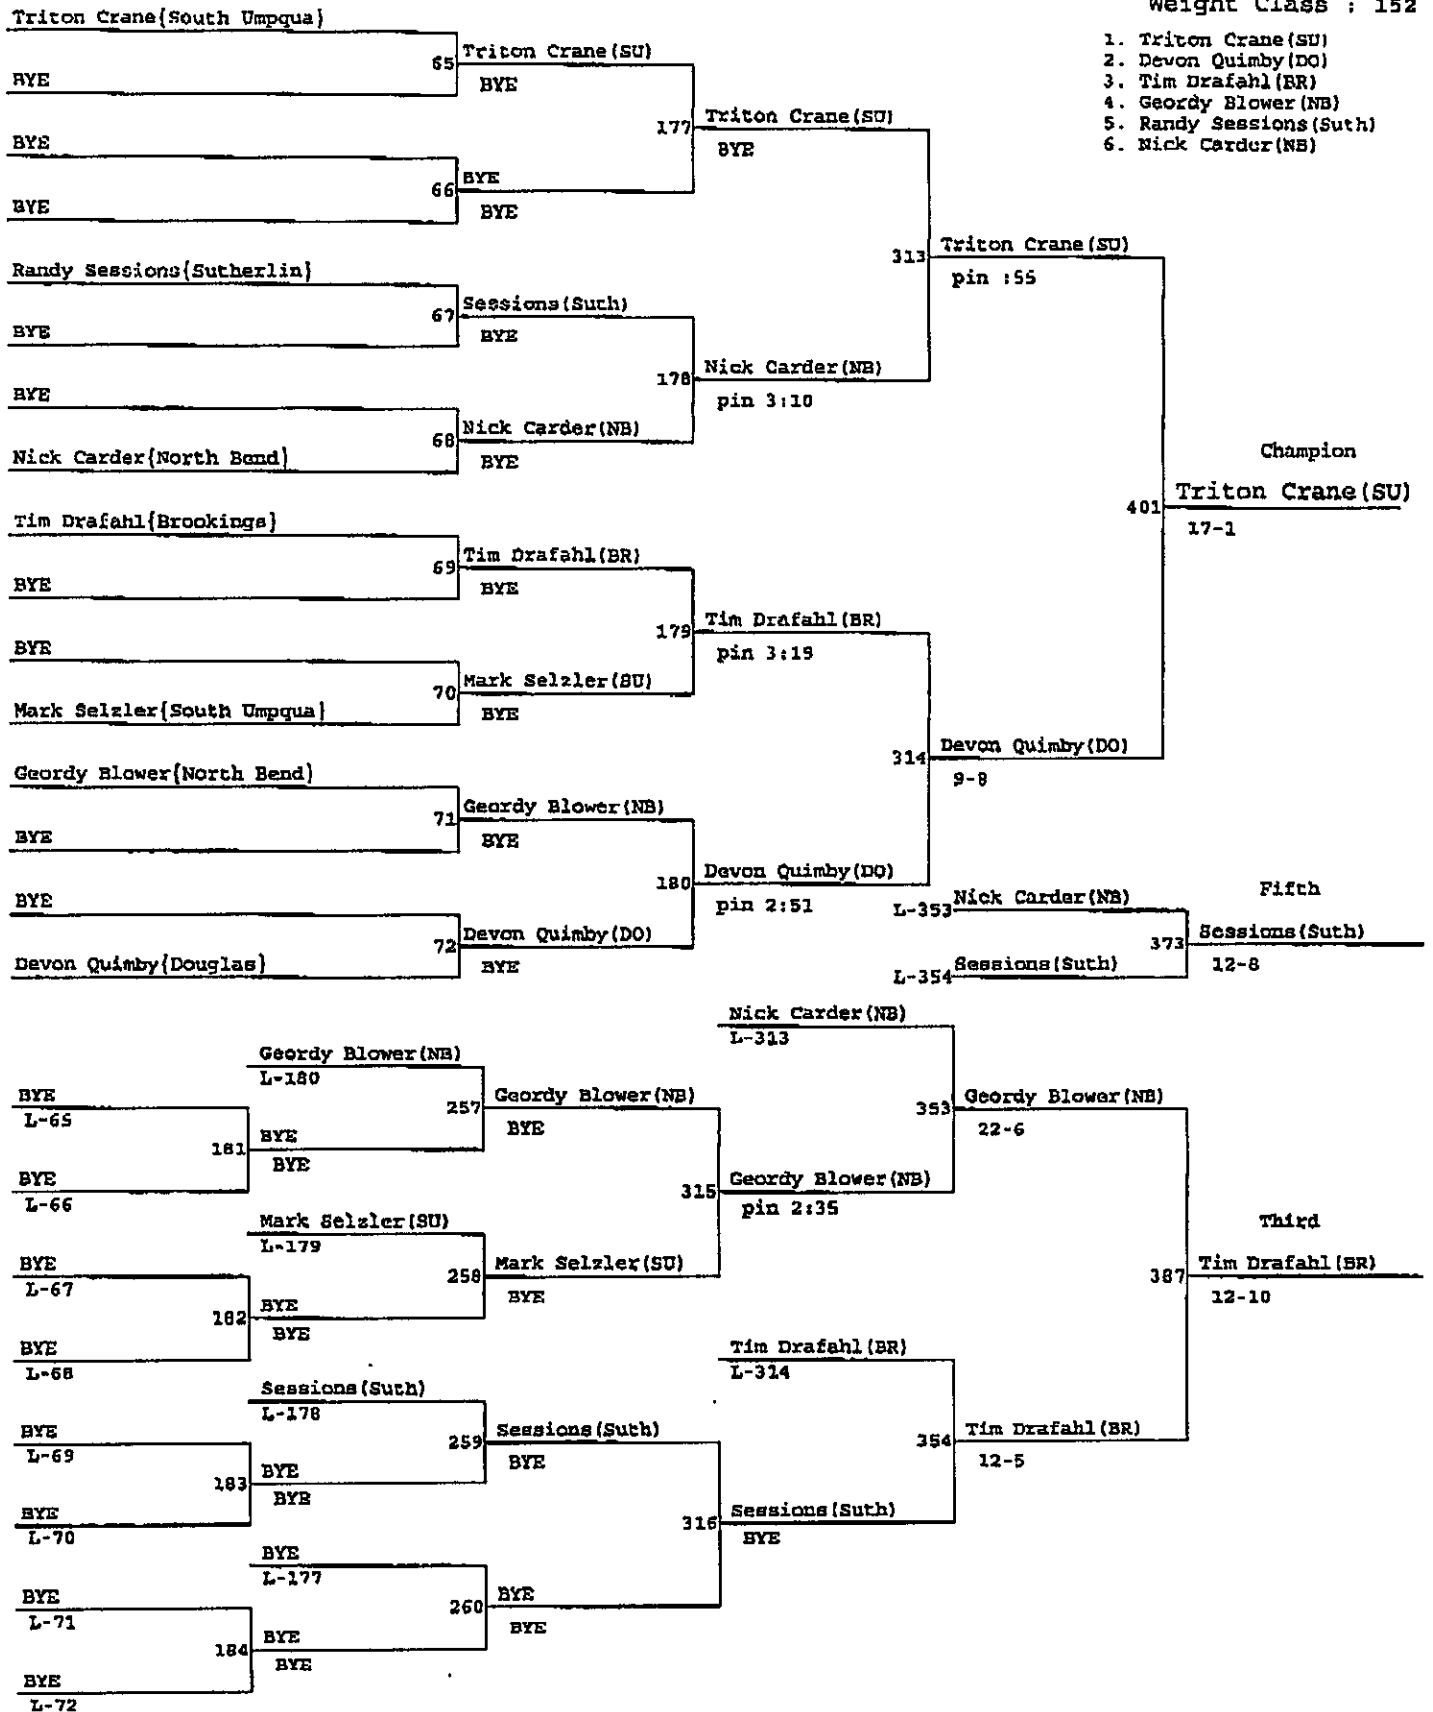 Weight Class : 152
1. Triton Crane(SU)
2. Devon Quimby(DO)
3. Tim Drafahl(BR)
4. Geordy Blower(NB)
5. Randy Sessions(Suth)
6. Nick Carder(NB)
Triton Crane{South Umpqua}
65 Triton Crane(SU)
BYE
BYE
177 Triton Crane(SU)
BYE
BYE
66 BYE
BYE
BYE
313 Triton Crane(SU)
pin :55
Randy Sessions{Sutherlin}
67 Sessions(Suth)
BYE
BYE
178 Nick Carder(NB)
pin 3:10
BYE
68 Nick Carder(NB)
BYE
Nick Carder{North Bend}
Champion
401 Triton Crane(SU)
17-1
Tim Drafahl{Brookings}
69 Tim Drafahl(BR)
BYE
BYE
179 Tim Drafahl(BR)
pin 3:19
BYE
70 Mark Selzler(SU)
BYE
Mark Selzler{South Umpqua}
314 Devon Quimby(DO)
9-8
Geordy Blower{North Bend}
71 Geordy Blower(NB)
BYE
BYE
180 Devon Quimby(DO)
pin 2:51
BYE
72 Devon Quimby(DO)
BYE
Devon Quimby{Douglas}
Fifth
L-353 Nick Carder(NB)
373 Sessions(Suth)
12-8
L-354 Sessions(Suth)
Nick Carder(NB)
L-313
Geordy Blower(NB)
L-180
BYE
L-65
257 Geordy Blower(NB)
BYE
353 Geordy Blower(NB)
22-6
181 BYE
BYE
BYE
L-66
315 Geordy Blower(NB)
pin 2:35
Mark Selzler(SU)
L-179
BYE
L-67
258 Mark Selzler(SU)
BYE
Third
387 Tim Drafahl(BR)
12-10
182 BYE
BYE
BYE
L-68
Tim Drafahl(BR)
L-314
Sessions(Suth)
L-178
BYE
L-69
259 Sessions(Suth)
BYE
354 Tim Drafahl(BR)
12-5
183 BYE
BYE
BYE
L-70
316 Sessions(Suth)
BYE
BYE
L-177
BYE
L-71
260 BYE
BYE
184 BYE
BYE
BYE
L-72